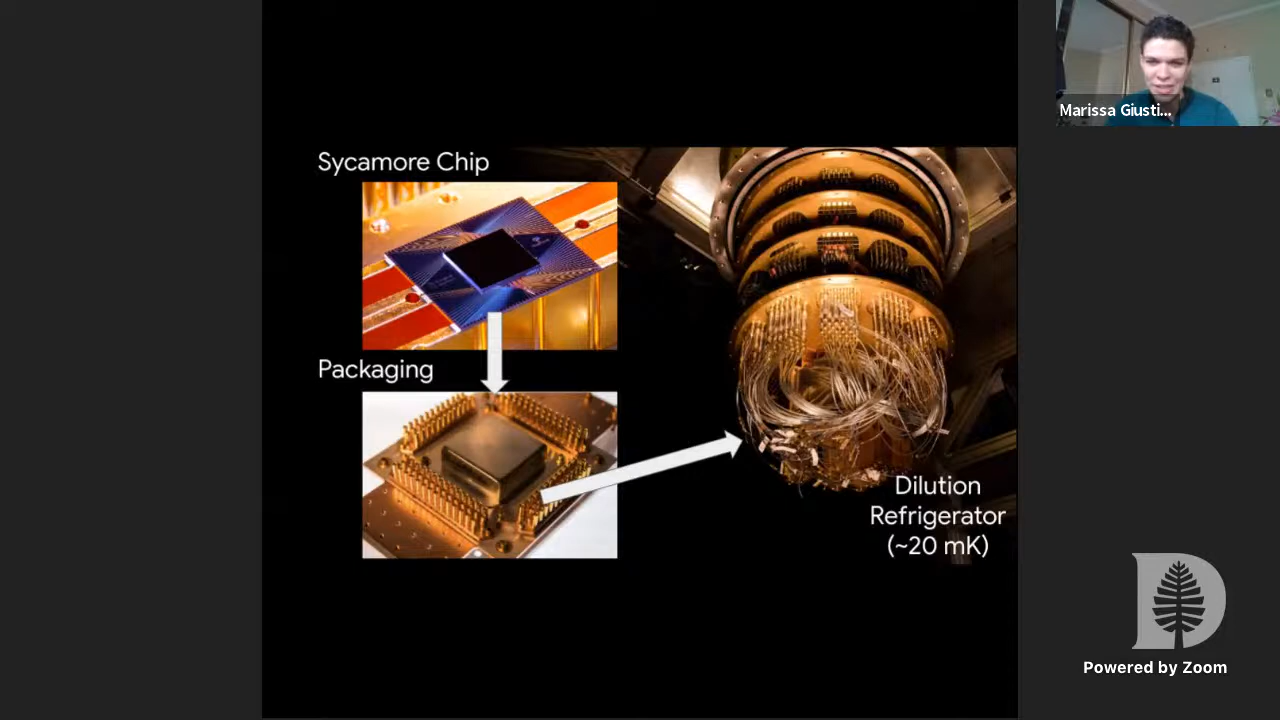 Sycamore Chip
Packaging
Dilution
Refrigerator
(~20 mK)
Marissa Giusti...
D
Powered by Zoom